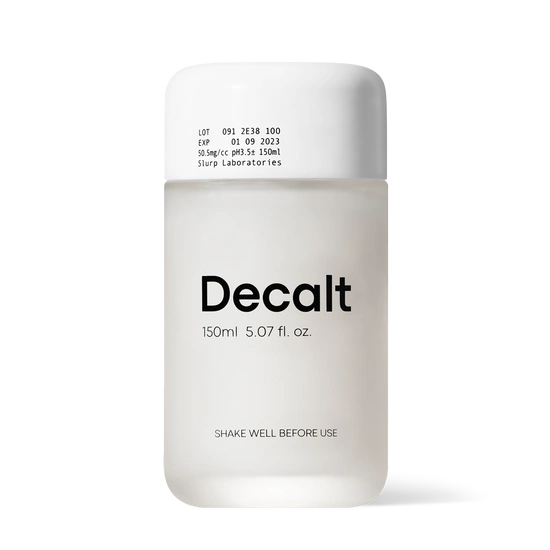 LOT 091 2E38 100
EXP 01 09 2023
50.5mg/cc pH3.5± 150ml
Slurp Laboratories
Decalt
150ml 5.07 fl. oz.
SHAKE WELL BEFORE USE